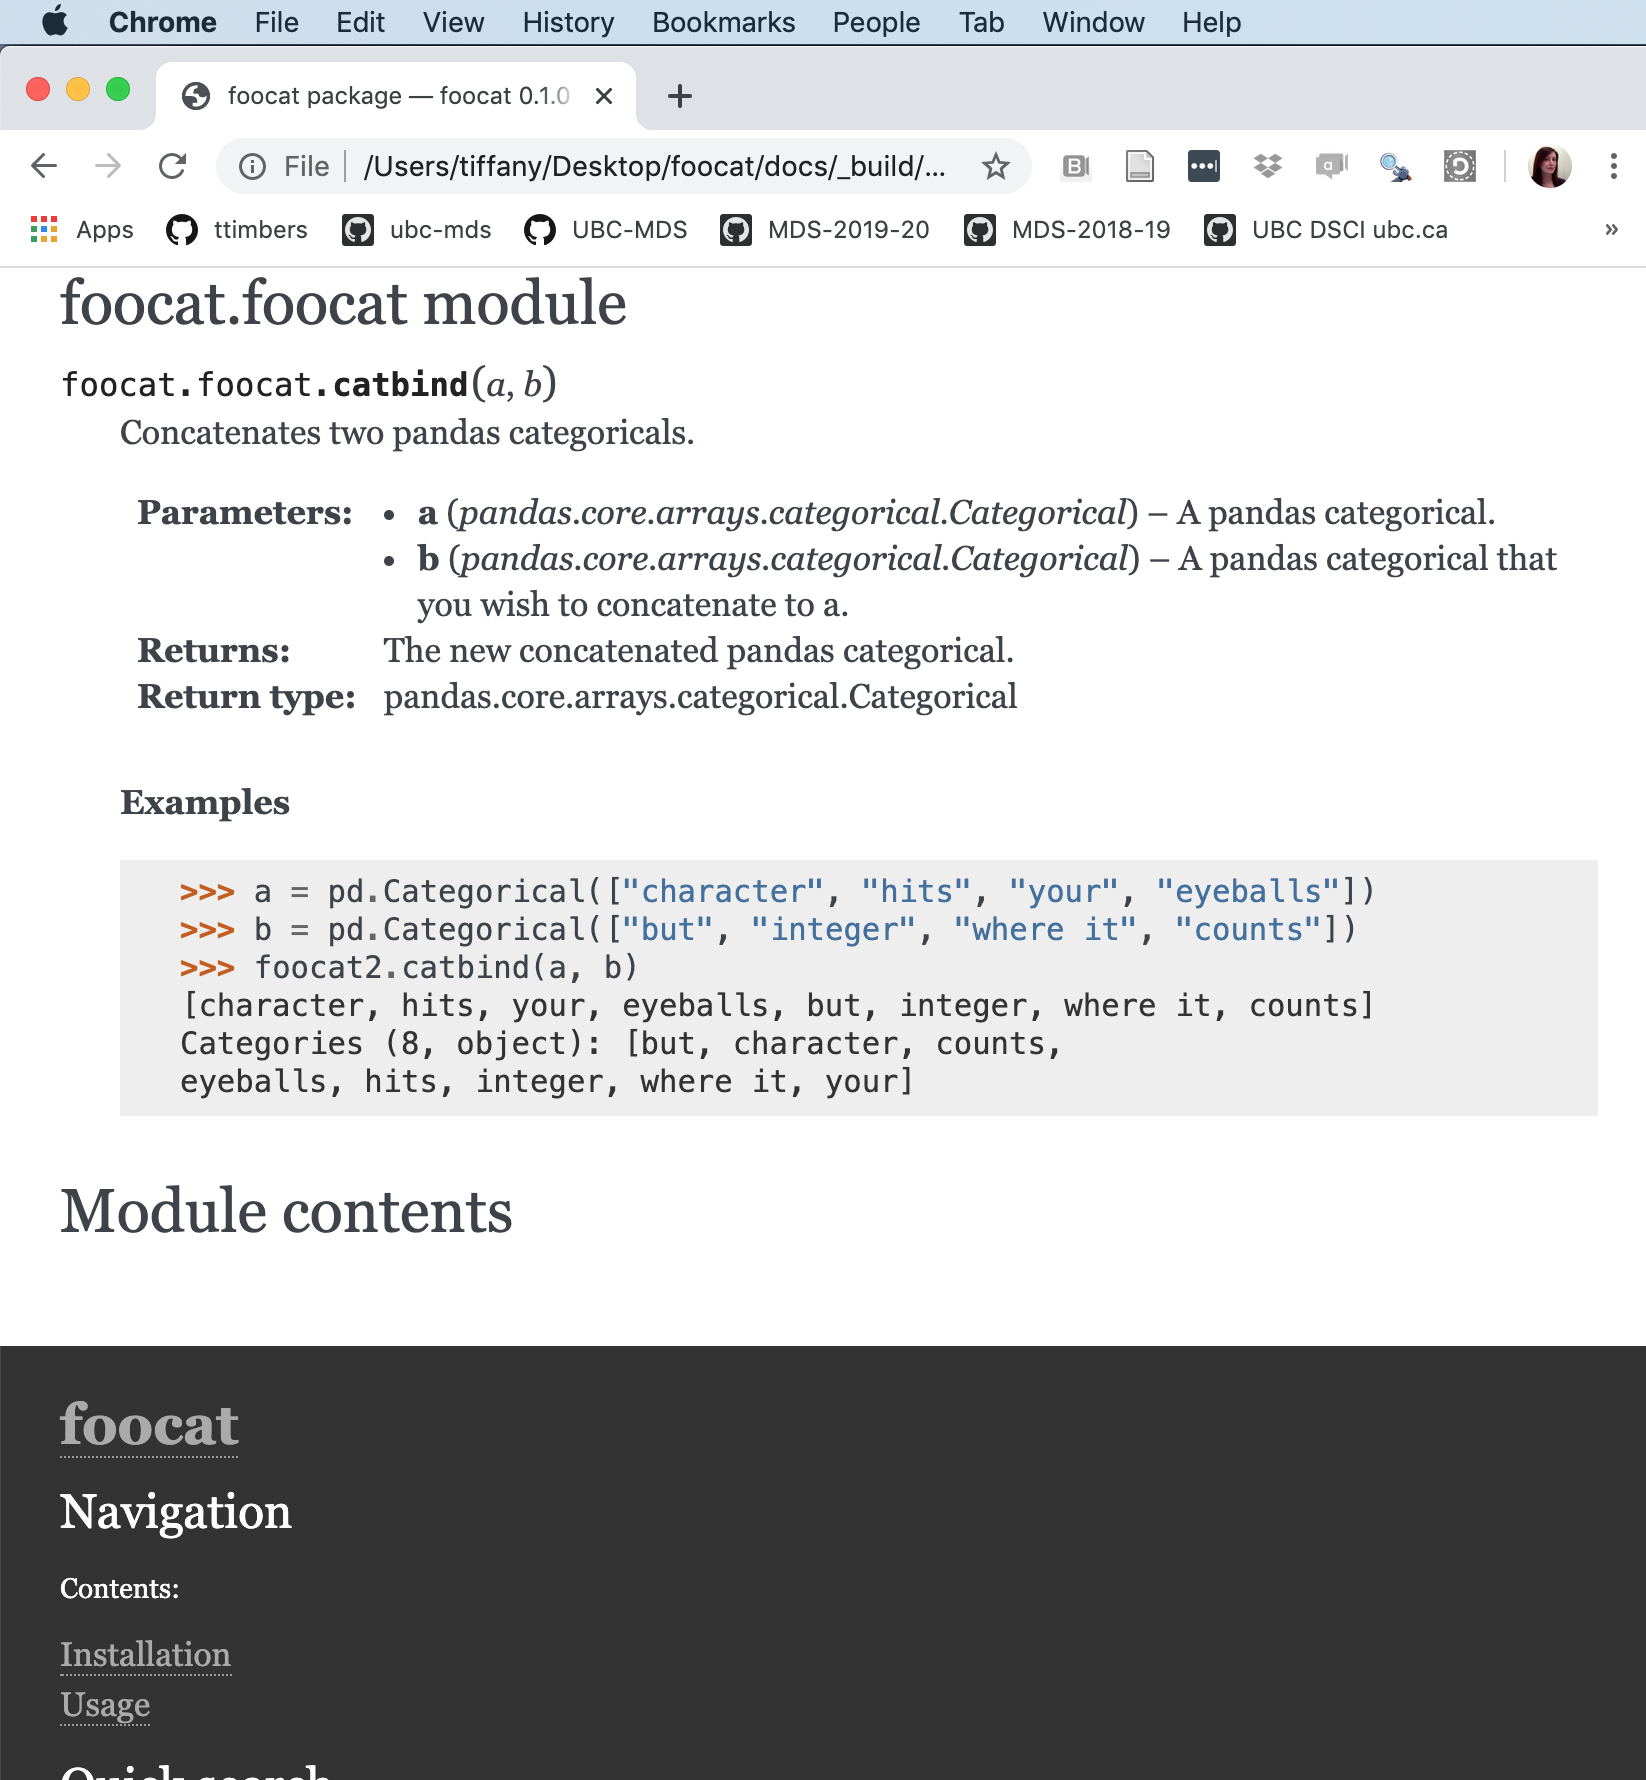 Chrome File Edit View History Bookmarks People Tab Window Help
foocat package — foocat 0.1.0
File /Users/tiffany/Desktop/foocat/docs/_build/...
Apps ttimbers ubc-mds UBC-MDS MDS-2019-20 MDS-2018-19 UBC DSCI ubc.ca »
foocat.foocat module
foocat.foocat.catbind(a, b)
Concatenates two pandas categoricals.
Parameters: • a (pandas.core.arrays.categorical.Categorical) – A pandas categorical.
• b (pandas.core.arrays.categorical.Categorical) – A pandas categorical that
you wish to concatenate to a.
Returns: The new concatenated pandas categorical.
Return type: pandas.core.arrays.categorical.Categorical
Examples
>>> a = pd.Categorical(["character", "hits", "your", "eyeballs"])
>>> b = pd.Categorical(["but", "integer", "where it", "counts"])
>>> foocat2.catbind(a, b)
[character, hits, your, eyeballs, but, integer, where it, counts]
Categories (8, object): [but, character, counts,
eyeballs, hits, integer, where it, your]
Module contents
foocat
Navigation
Contents:
Installation
Usage
Quick search